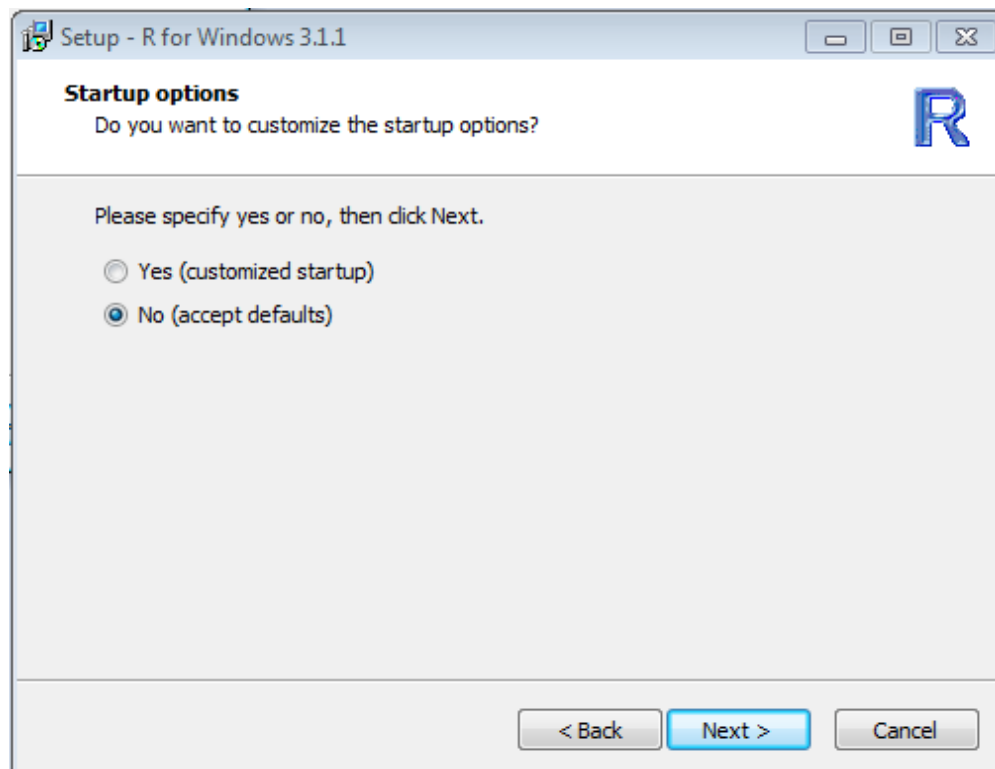 Setup - R for Windows 3.1.1
Startup options
Do you want to customize the startup options?
R
Please specify yes or no, then click Next.
Yes (customized startup)
No (accept defaults)
< Back
Next >
Cancel